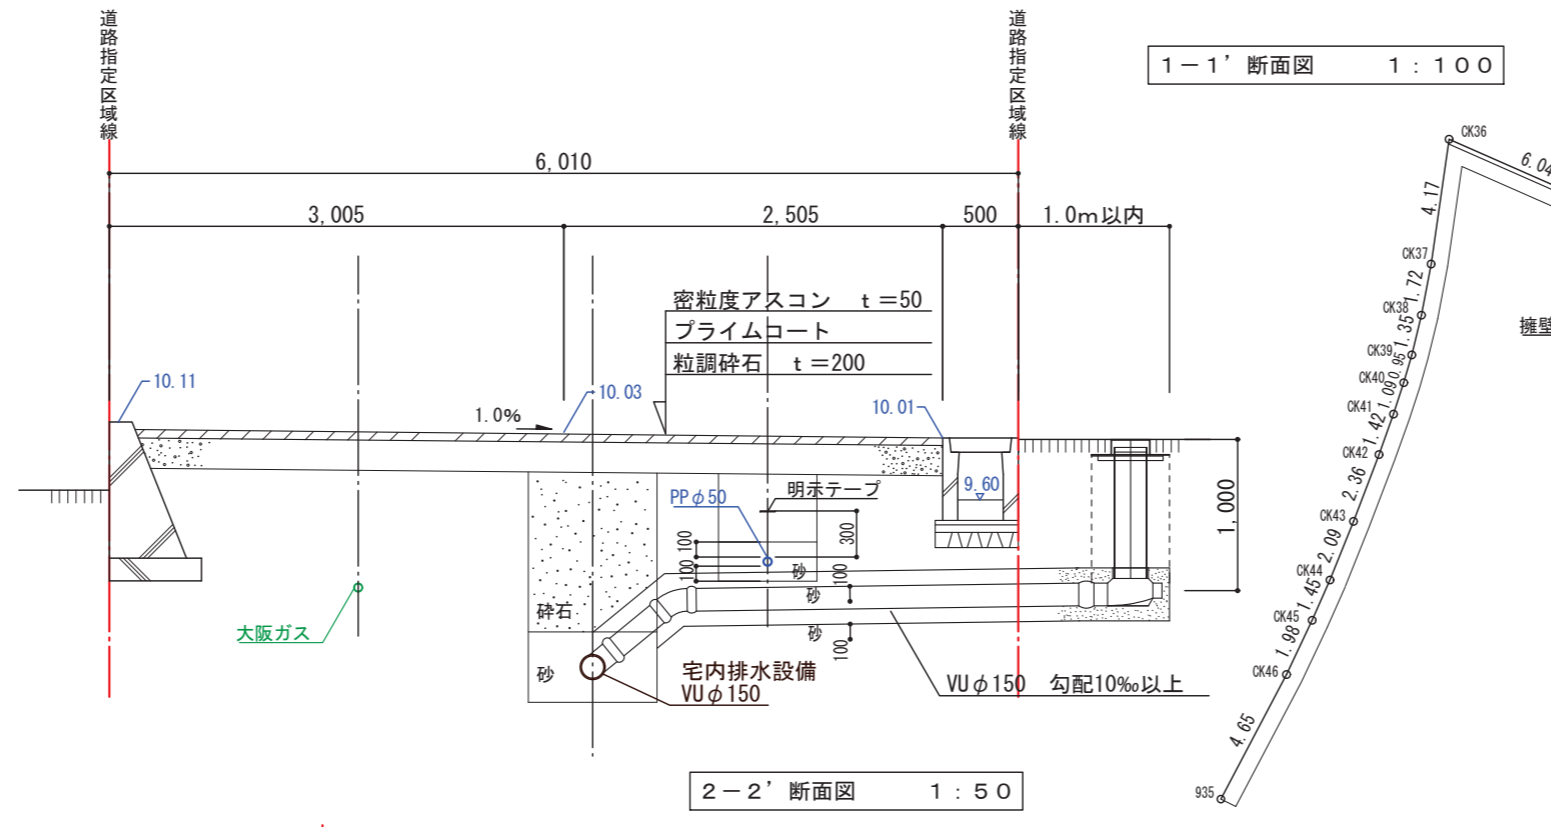 道路指定区域線
道路指定区域線
1−1’ 断面図 1:100
6,010
3,005
2,505
500
1.0m以内
密粒度アスコン t=50
プライムコート
粒調砕石 t=200
10.11
10.03
10.01
1.0%
9.60
PPφ50
明示テープ
300
100
100
砂
100
砂
砂
100
1,000
砕石
砂
大阪ガス
宅内排水設備
VUφ150
VUφ150 勾配10‰以上
2−2’ 断面図 1:50
CK36
6.04
4.17
CK37
1.72
CK38
1.35
CK39
0.95
CK40
1.09
CK41
1.42
CK42
2.36
CK43
2.09
CK44
1.45
CK45
1.98
CK46
4.65
935
擁壁